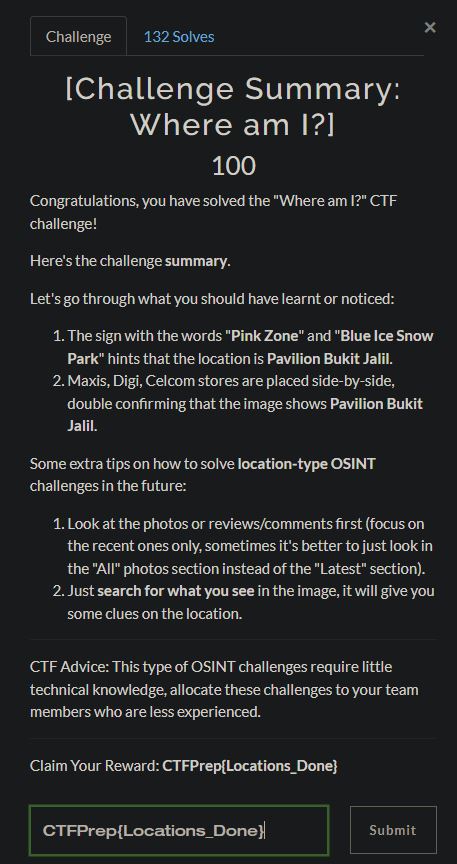 Challenge
132 Solves
×
[Challenge Summary:
Where am I?]
100
Congratulations, you have solved the "Where am I?" CTF
challenge!
Here's the challenge summary.
Let's go through what you should have learnt or noticed:
1. The sign with the words "Pink Zone" and "Blue Ice Snow
Park" hints that the location is Pavilion Bukit Jalil.
2. Maxis, Digi, Celcom stores are placed side-by-side,
double confirming that the image shows Pavilion Bukit
Jalil.
Some extra tips on how to solve location-type OSINT
challenges in the future:
1. Look at the photos or reviews/comments first (focus on
the recent ones only, sometimes it's better to just look in
the "All" photos section instead of the "Latest" section).
2. Just search for what you see in the image, it will give you
some clues on the location.
CTF Advice: This type of OSINT challenges require little
technical knowledge, allocate these challenges to your team
members who are less experienced.
Claim Your Reward: CTFPrep{Locations_Done}
CTFPrep{Locations_Done}
Submit